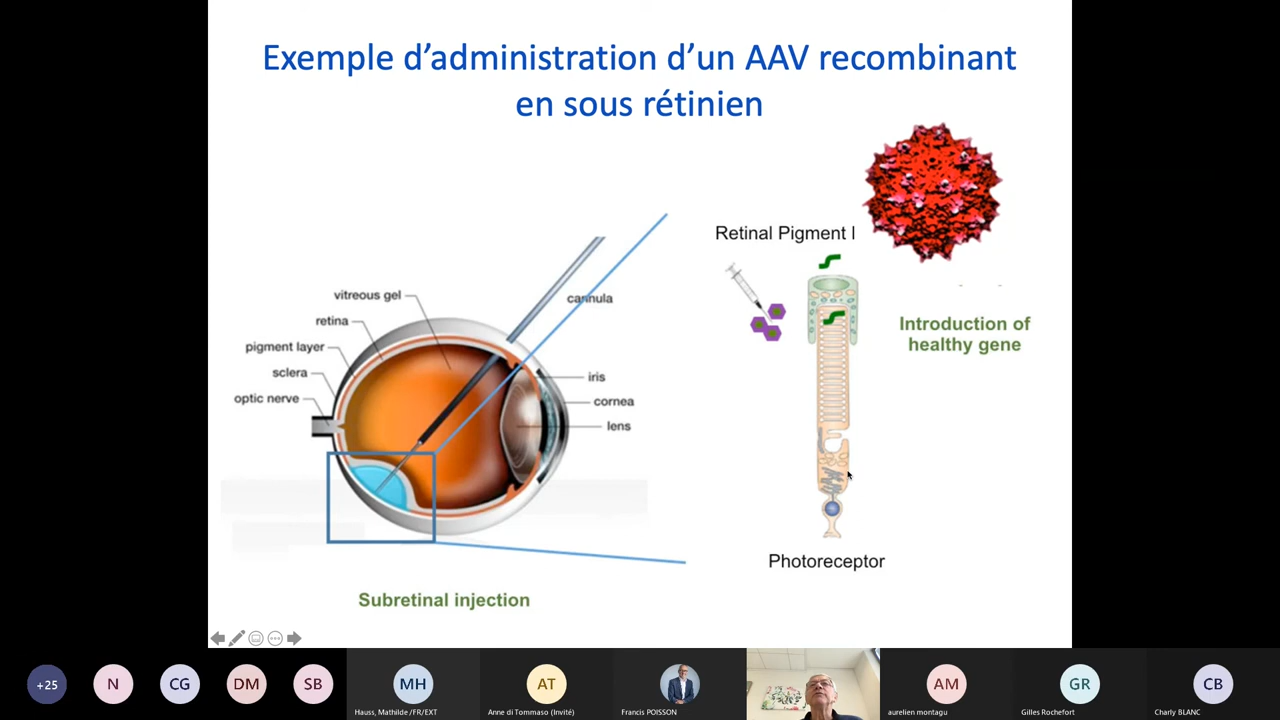 Exemple d’administration d’un AAV recombinant
en sous rétinien
Retinal Pigment
vitreous gel
cannula
retina
pigment layer
sclera
optic nerve
iris
cornea
lens
Introduction of
healthy gene
Photoreceptor
Subretinal injection
+25
N
CG
DM
SB
MH
Hauss, Mathilde /FR/EXT
AT
Anne di Tommaso (Invité)
Francis POISSON
AM
aurelien montagu
GR
Gilles Rochefort
CB
Charly BLANC